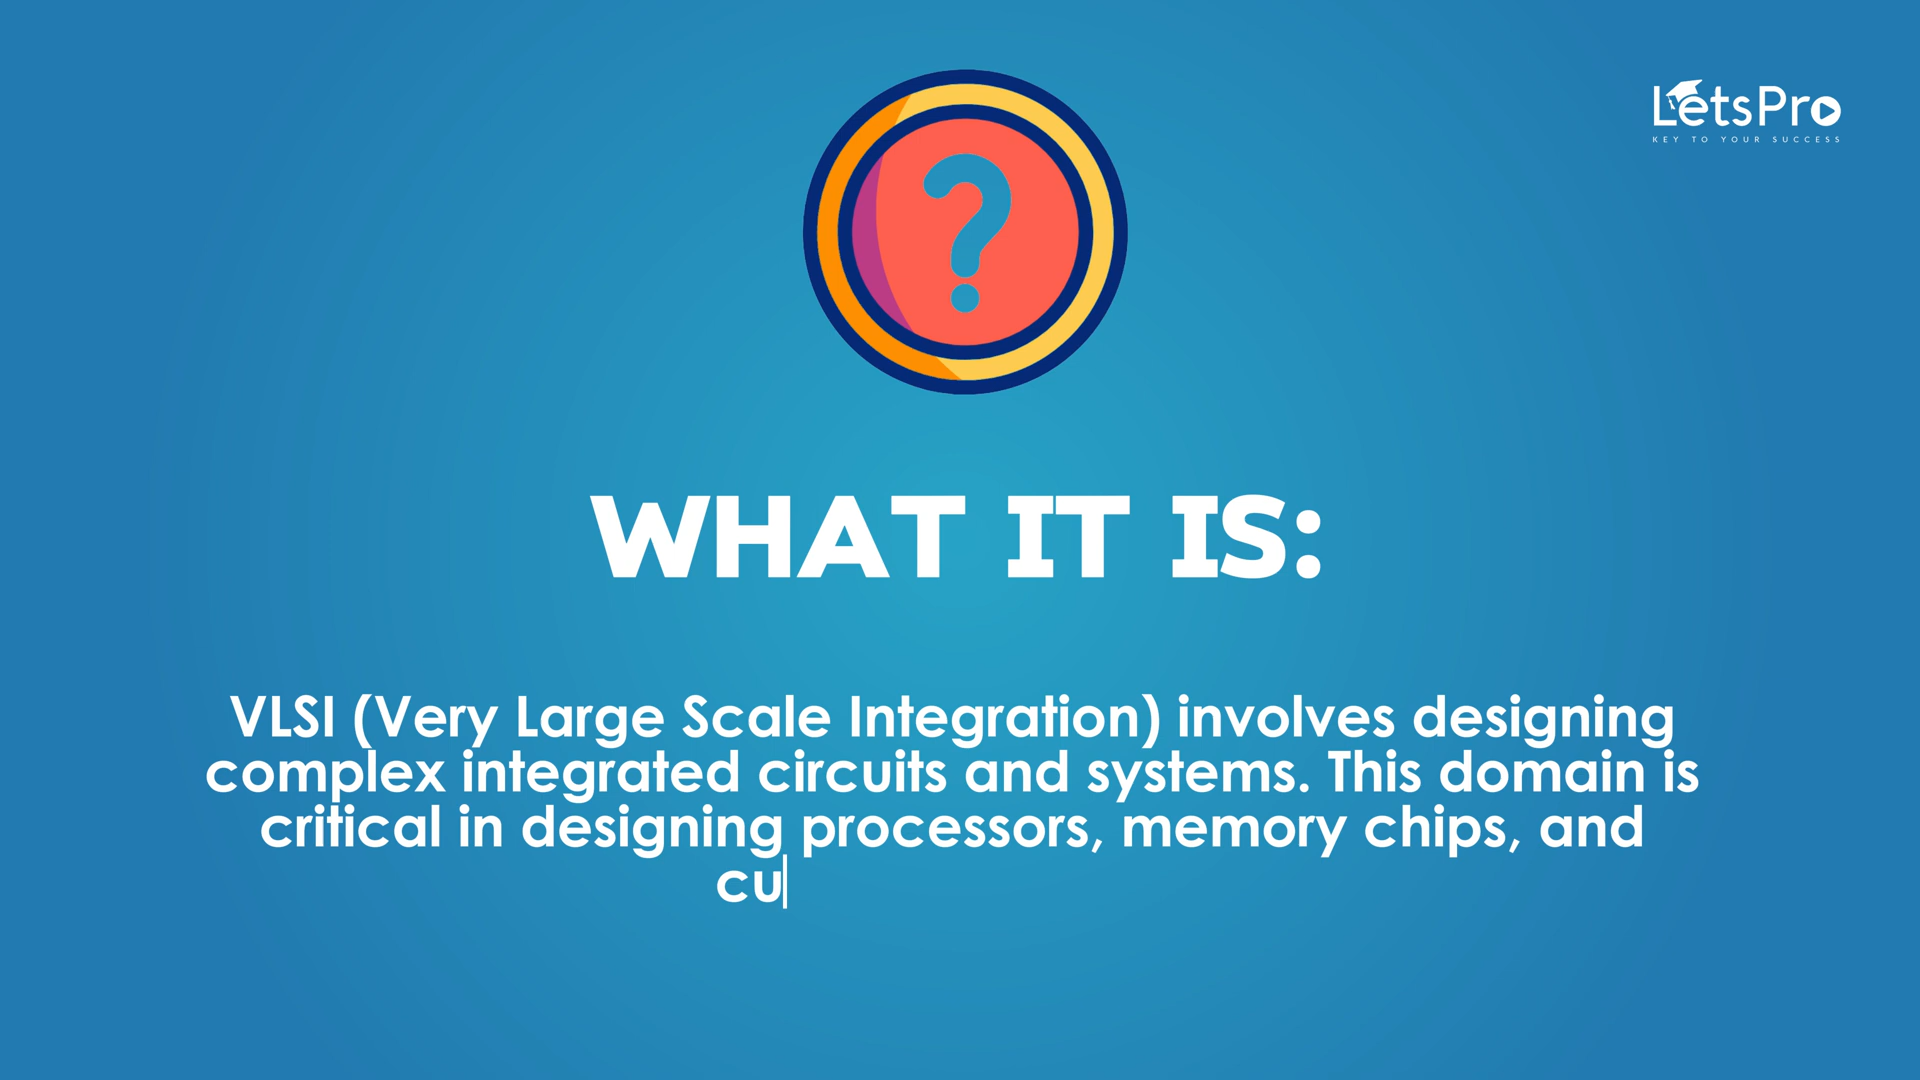 LetsPro
KEY TO YOUR SUCCESS
?
WHAT IT IS:
VLSI (Very Large Scale Integration) involves designing
complex integrated circuits and systems. This domain is
critical in designing processors, memory chips, and
cu